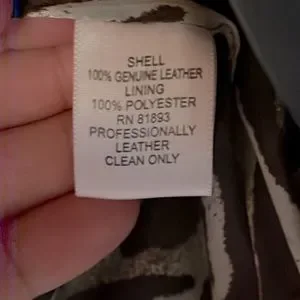 SHELL
100% GENUINE LEATHER
LINING
100% POLYESTER
RN 81893
PROFESSIONALLY
LEATHER
CLEAN ONLY